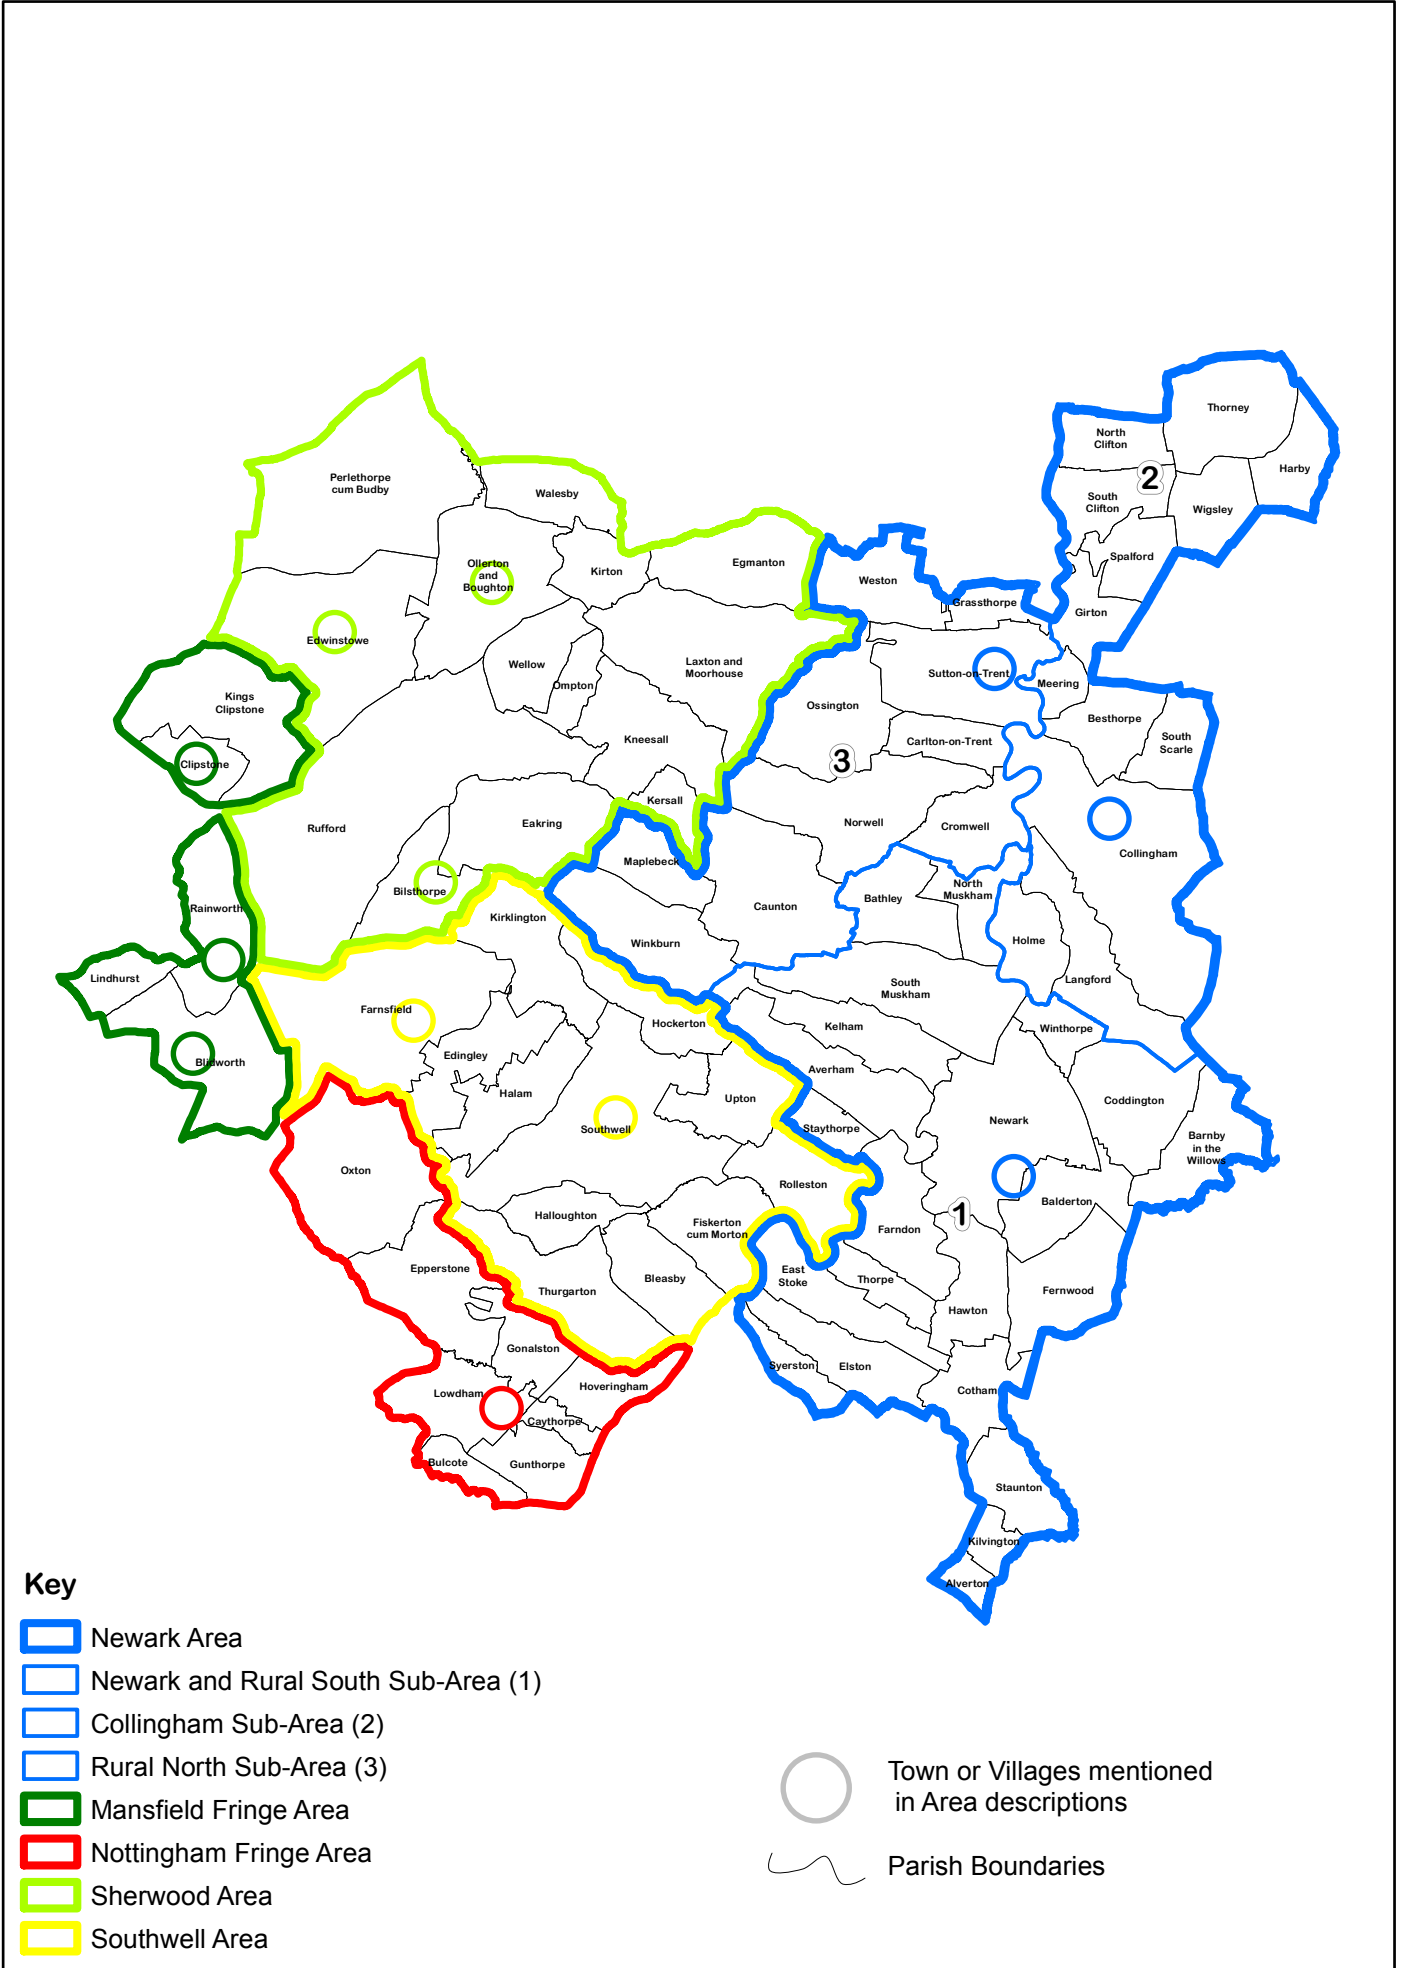 Thorney
North
Clifton
Harby
2
South
Clifton
Wigsley
Perlethorpe
cum Budby
Walesby
Spalford
Ollerton
and
Boughton
Kirton
Egmanton
Weston
Grassthorpe
Girton
Edwinstowe
Wellow
Ompton
Laxton and
Moorhouse
Sutton-on-Trent
Meering
Kings
Clipstone
Ossington
Besthorpe
South
Scarle
Kneesall
Carlton-on-Trent
Clipstone
3
Kersall
Rufford
Eakring
Norwell
Cromwell
Collingham
Maplebeck
Bilsthorpe
Bathley
North
Muskham
Rainworth
Kirklington
Caunton
Winkburn
Holme
Lindhurst
Langford
South
Muskham
Farnsfield
Hockerton
Kelham
Winthorpe
Blidworth
Edingley
Averham
Halam
Upton
Coddington
Southwell
Staythorpe
Newark
Barnby
in the
Willows
Oxton
Rolleston
Balderton
Halloughton
Fiskerton
cum Morton
Farndon
1
Epperstone
Thurgarton
Bleasby
East
Stoke
Thorpe
Fernwood
Hawton
Gonalston
Syerston
Elston
Lowdham
Hoveringham
Cotham
Caythorpe
Bulcote
Gunthorpe
Staunton
Kilvington
Alverton
Key
Newark Area
Newark and Rural South Sub-Area (1)
Collingham Sub-Area (2)
Rural North Sub-Area (3)
Mansfield Fringe Area
Nottingham Fringe Area
Sherwood Area
Southwell Area
Town or Villages mentioned
in Area descriptions
Parish Boundaries